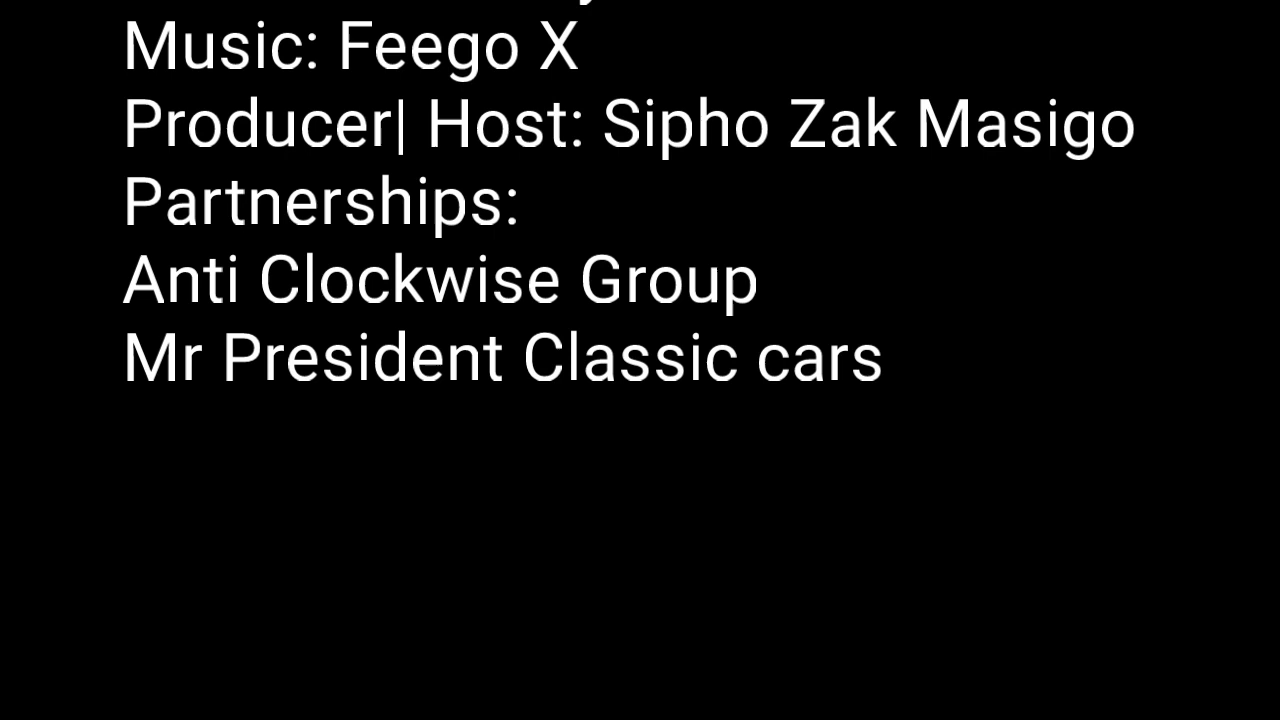 Music: Feego X
Producer| Host: Sipho Zak Masigo
Partnerships:
Anti Clockwise Group
Mr President Classic cars